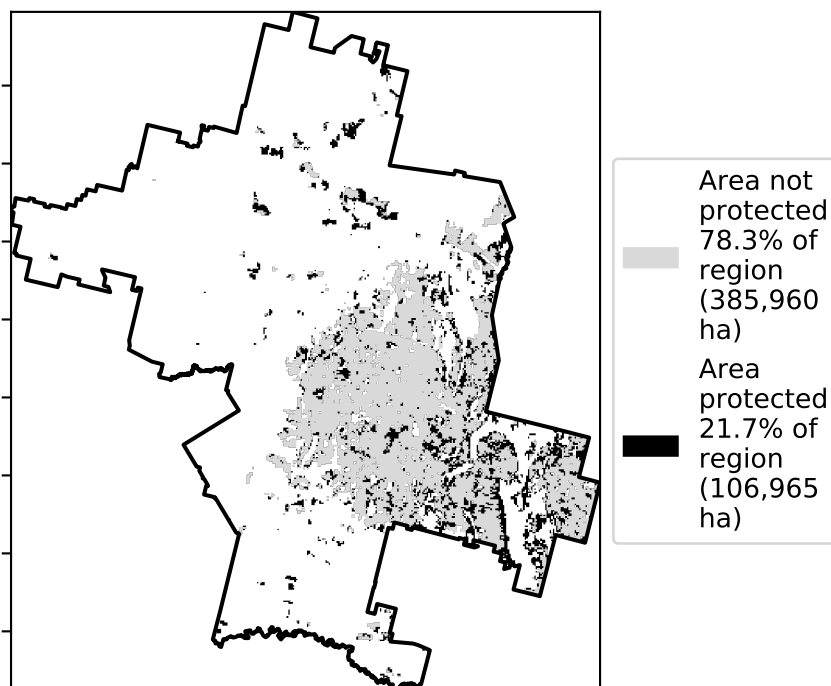 Area not
protected
78.3% of
region
(385,960
ha)
Area
protected
21.7% of
region
(106,965
ha)